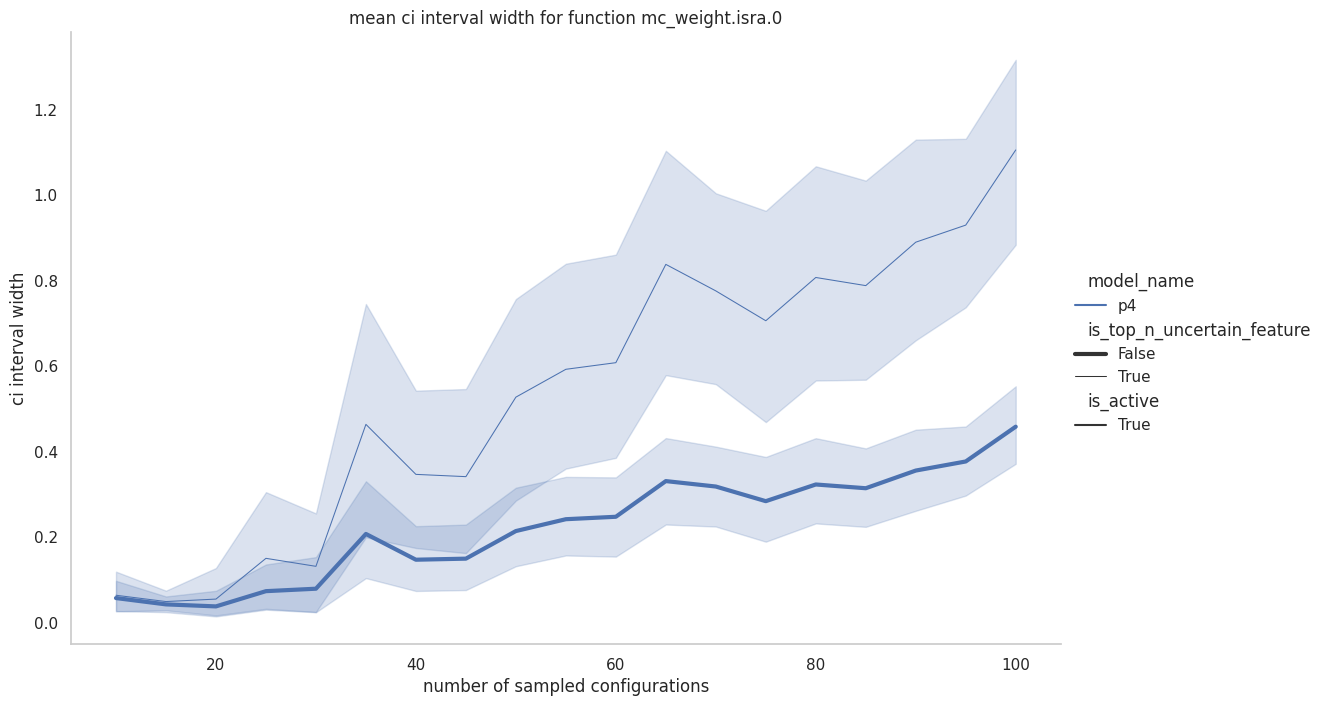 mean ci interval width for function mc_weight.isra.0
ci interval width
1.2
1.0
0.8
0.6
0.4
0.2
0.0
20
40
60
80
100
number of sampled configurations
model_name
p4
is_top_n_uncertain_feature
False
True
is_active
True